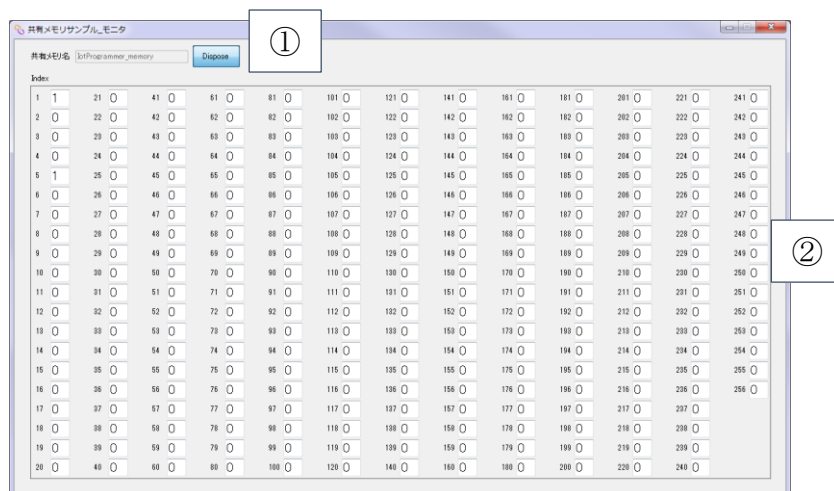 共有メモリサンプル_モニタ
①
共有メモリ名 IotProgrammer_memory Dispose
Index
1 1 21 0 41 0 61 0 81 0 101 0 121 0 141 0 161 0 181 0 201 0 221 0 241 0
2 0 22 0 42 0 62 0 82 0 102 0 122 0 142 0 162 0 182 0 202 0 222 0 242 0
3 0 23 0 43 0 63 0 83 0 103 0 123 0 143 0 163 0 183 0 203 0 223 0 243 0
4 0 24 0 44 0 64 0 84 0 104 0 124 0 144 0 164 0 184 0 204 0 224 0 244 0
5 1 25 0 45 0 65 0 85 0 105 0 125 0 145 0 165 0 185 0 205 0 225 0 245 0
6 0 26 0 46 0 66 0 86 0 106 0 126 0 146 0 166 0 186 0 206 0 226 0 246 0
7 0 27 0 47 0 67 0 87 0 107 0 127 0 147 0 167 0 187 0 207 0 227 0 247 0
8 0 28 0 48 0 68 0 88 0 108 0 128 0 148 0 168 0 188 0 208 0 228 0 248 0
9 0 29 0 49 0 69 0 89 0 109 0 129 0 149 0 169 0 189 0 209 0 229 0 249 0
②
10 0 30 0 50 0 70 0 90 0 110 0 130 0 150 0 170 0 190 0 210 0 230 0 250 0
11 0 31 0 51 0 71 0 91 0 111 0 131 0 151 0 171 0 191 0 211 0 231 0 251 0
12 0 32 0 52 0 72 0 92 0 112 0 132 0 152 0 172 0 192 0 212 0 232 0 252 0
13 0 33 0 53 0 73 0 93 0 113 0 133 0 153 0 173 0 193 0 213 0 233 0 253 0
14 0 34 0 54 0 74 0 94 0 114 0 134 0 154 0 174 0 194 0 214 0 234 0 254 0
15 0 35 0 55 0 75 0 95 0 115 0 135 0 155 0 175 0 195 0 215 0 235 0 255 0
16 0 36 0 56 0 76 0 96 0 116 0 136 0 156 0 176 0 196 0 216 0 236 0 256 0
17 0 37 0 57 0 77 0 97 0 117 0 137 0 157 0 177 0 197 0 217 0 237 0
18 0 38 0 58 0 78 0 98 0 118 0 138 0 158 0 178 0 198 0 218 0 238 0
19 0 39 0 59 0 79 0 99 0 119 0 139 0 159 0 179 0 199 0 219 0 239 0
20 0 40 0 60 0 80 0 100 0 120 0 140 0 160 0 180 0 200 0 220 0 240 0